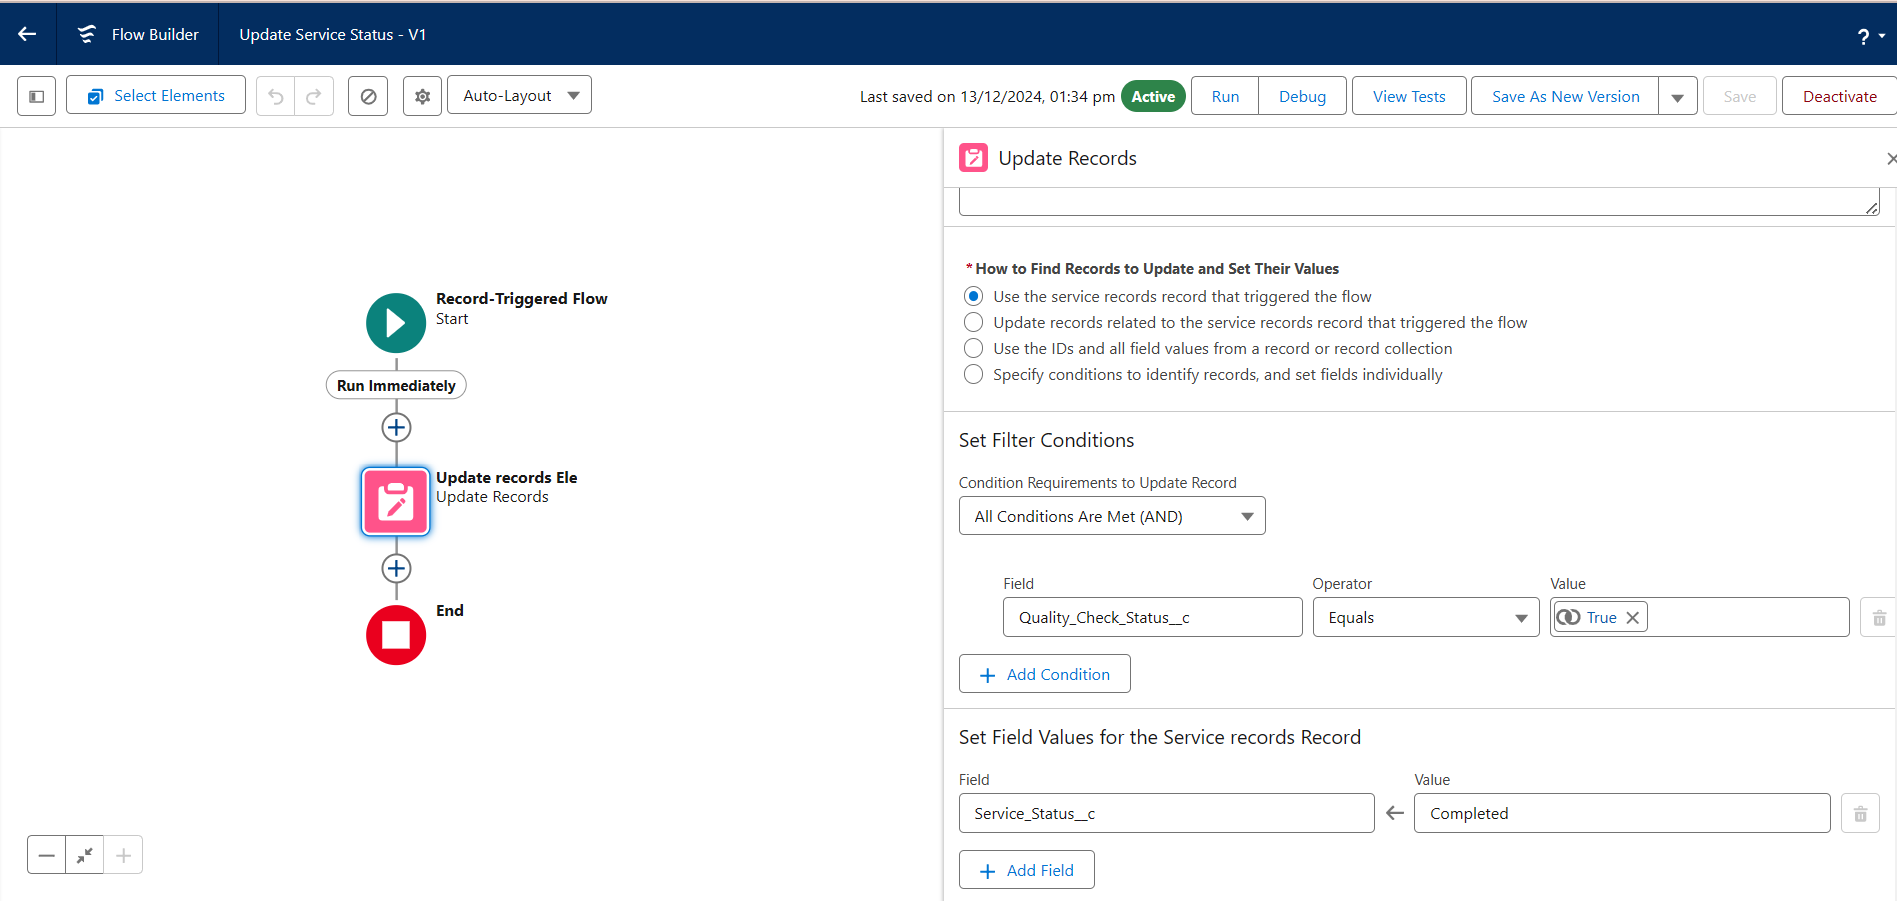 Flow Builder
Update Service Status - V1
?
Select Elements
Auto-Layout
Last saved on 13/12/2024, 01:34 pm
Active
Run
Debug
View Tests
Save As New Version
Save
Deactivate
Record-Triggered Flow
Start
Run Immediately
Update records Ele
Update Records
End
Update Records
*How to Find Records to Update and Set Their Values
Use the service records record that triggered the flow
Update records related to the service records record that triggered the flow
Use the IDs and all field values from a record or record collection
Specify conditions to identify records, and set fields individually
Set Filter Conditions
Condition Requirements to Update Record
All Conditions Are Met (AND)
Field
Operator
Value
Quality_Check_Status__c
Equals
True
Add Condition
Set Field Values for the Service records Record
Field
Value
Service_Status__c
Completed
Add Field